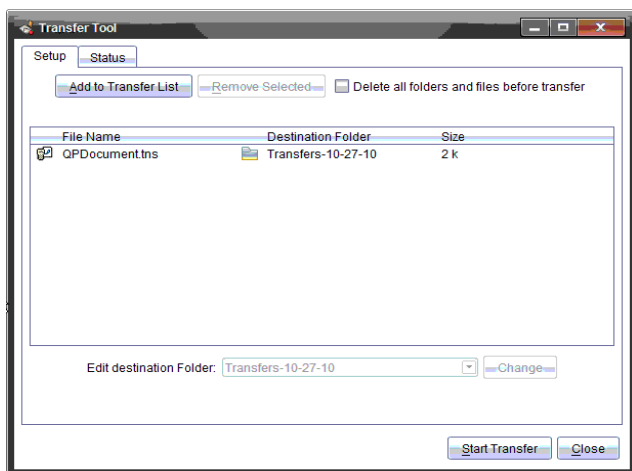 Transfer Tool
Setup Status
Add to Transfer List Remove Selected Delete all folders and files before transfer
File Name Destination Folder Size
QPDocument.tns Transfers-10-27-10 2 k
Edit destination Folder: Transfers-10-27-10 Change
Start Transfer Close